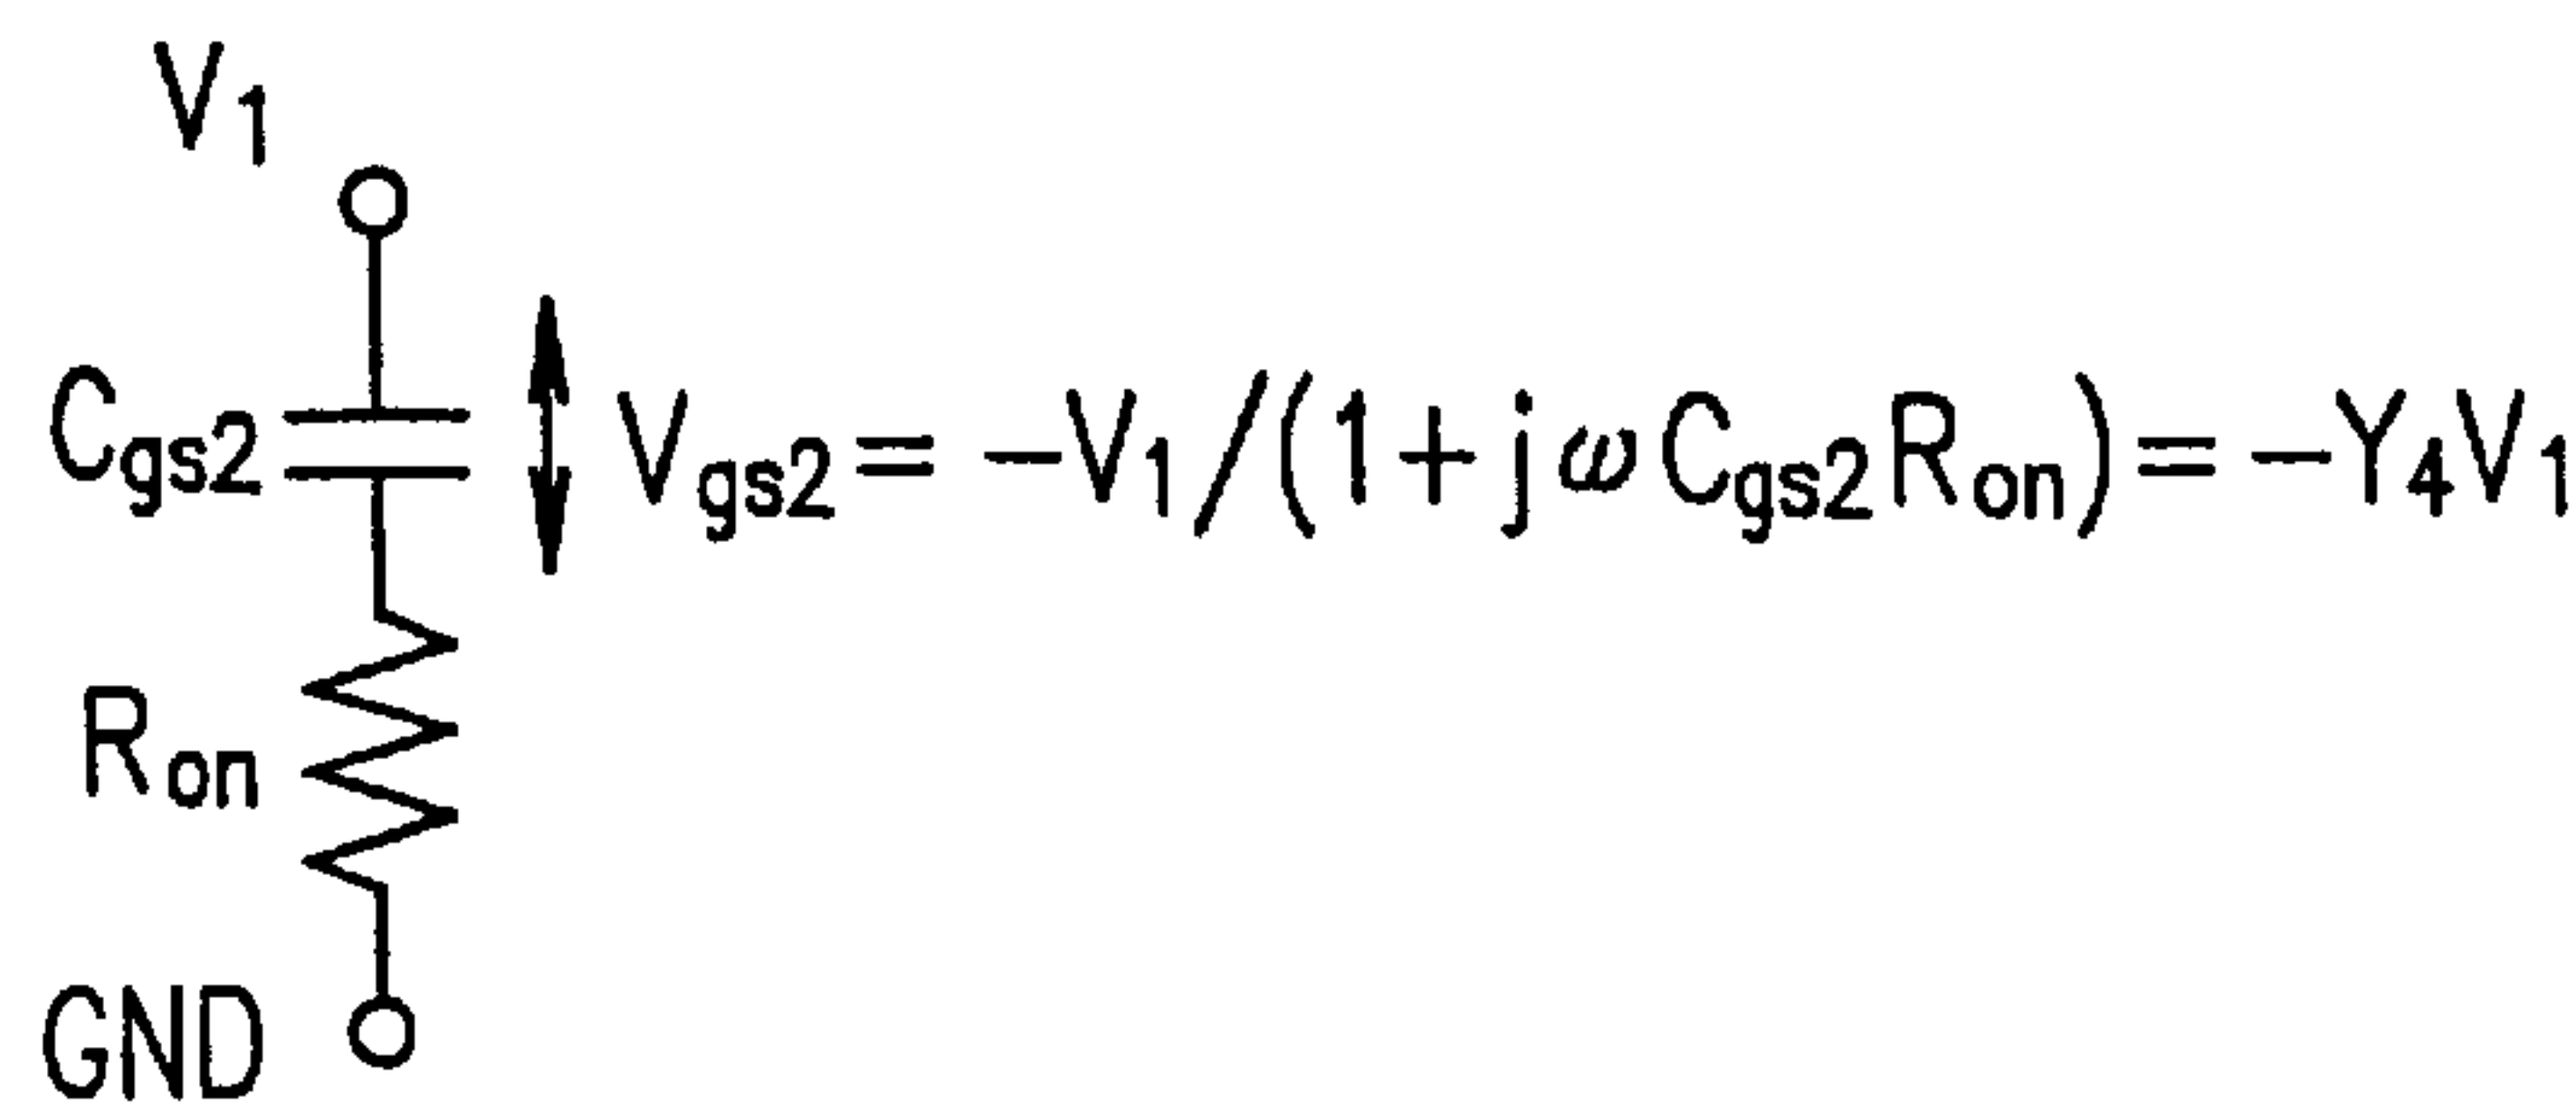 V1
Cgs2
Vgs2=-V1/(1+jωCgs2Ron)=-Y4V1
Ron
GND